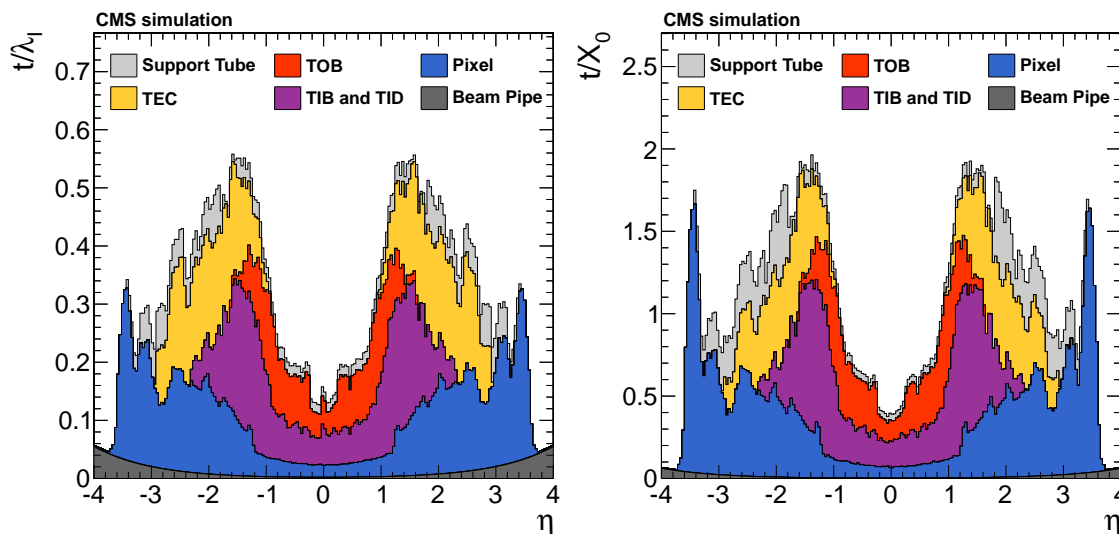 CMS simulation
t/λI
Support Tube TOB Pixel
TEC TIB and TID Beam Pipe
0.7
0.6
0.5
0.4
0.3
0.2
0.1
0
-4 -3 -2 -1 0 1 2 3 4
η
CMS simulation
t/X0
Support Tube TOB Pixel
TEC TIB and TID Beam Pipe
2.5
2
1.5
1
0.5
0
-4 -3 -2 -1 0 1 2 3 4
η